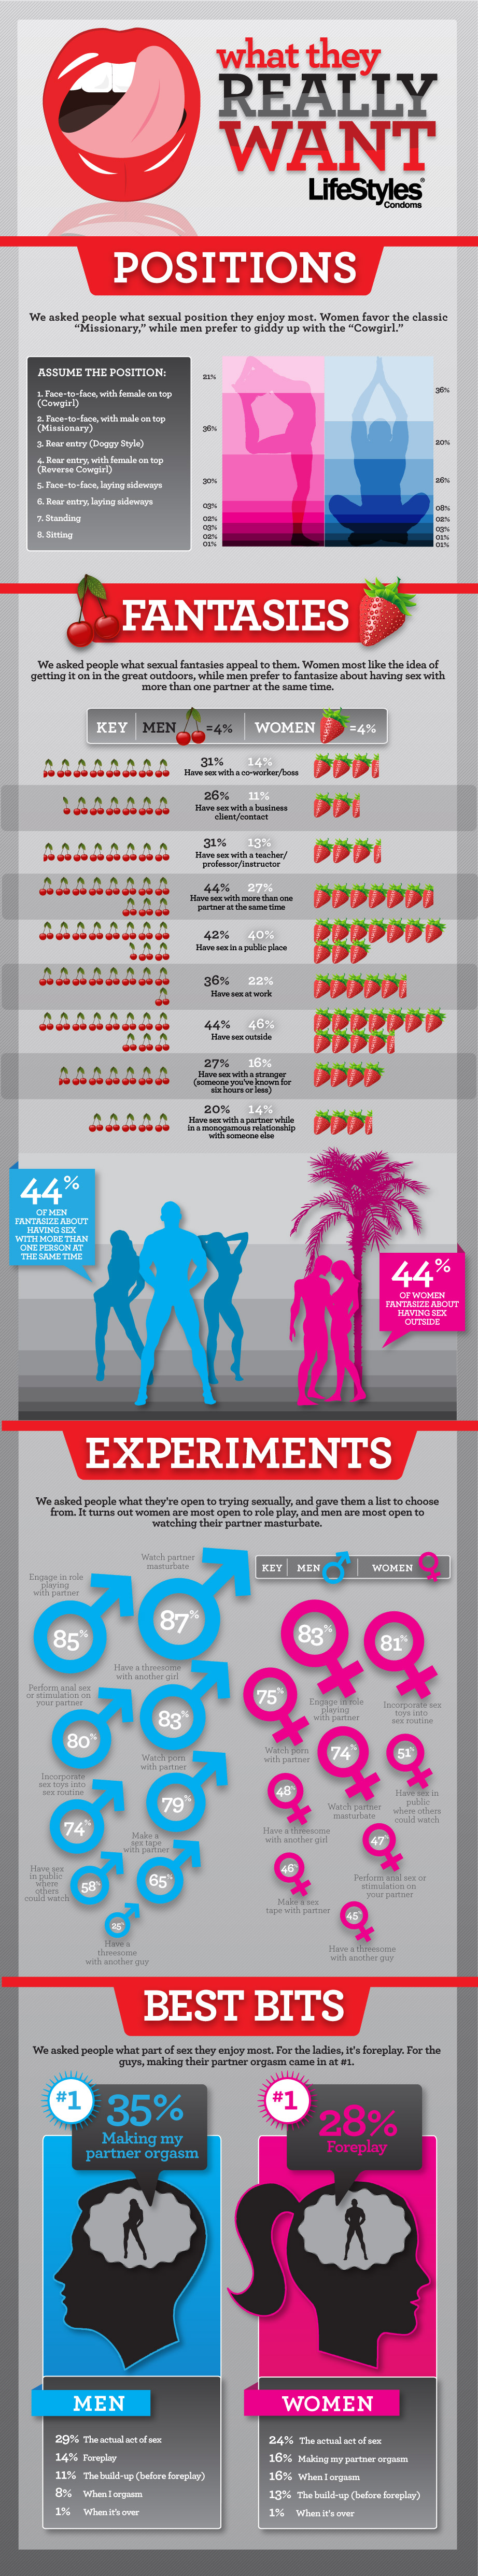 what they
REALLY
WANT
LifeStyles®
Condoms
POSITIONS
We asked people what sexual position they enjoy most. Women favor the classic
“Missionary,” while men prefer to giddy up with the “Cowgirl.”
ASSUME THE POSITION:
1. Face-to-face, with female on top
(Cowgirl)
2. Face-to-face, with male on top
(Missionary)
3. Rear entry (Doggy Style)
4. Rear entry, with female on top
(Reverse Cowgirl)
5. Face-to-face, laying sideways
6. Rear entry, laying sideways
7. Standing
8. Sitting
21%
36%
30%
03%
02%
03%
02%
01%
36%
20%
26%
08%
02%
03%
01%
01%
FANTASIES
We asked people what sexual fantasies appeal to them. Women most like the idea of
getting it on in the great outdoors, while men prefer to fantasize about having sex with
more than one partner at the same time.
KEY MEN =4% WOMEN =4%
31% 14%
Have sex with a co-worker/boss
26% 11%
Have sex with a business
client/contact
31% 13%
Have sex with a teacher/
professor/instructor
44% 27%
Have sex with more than one
partner at the same time
42% 40%
Have sex in a public place
36% 22%
Have sex at work
44% 46%
Have sex outside
27% 16%
Have sex with a stranger
(someone you've known for
six hours or less)
20% 14%
Have sex with a partner while
in a monogamous relationship
with someone else
44%
OF MEN
FANTASIZE ABOUT
HAVING SEX
WITH MORE THAN
ONE PERSON AT
THE SAME TIME
44%
OF WOMEN
FANTASIZE ABOUT
HAVING SEX
OUTSIDE
EXPERIMENTS
We asked people what they're open to trying sexually, and gave them a list to choose
from. It turns out women are most open to role play, and men are most open to
watching their partner masturbate.
KEY MEN WOMEN
Engage in role
playing
with partner
85%
Watch partner
masturbate
87%
Perform anal sex
or stimulation on
your partner
80%
Have a threesome
with another girl
83%
Incorporate
sex toys into
sex routine
74%
Watch porn
with partner
79%
Have sex
in public
where
others
could watch
58%
Make a
sex tape
with partner
65%
25%
Have a
threesome
with another guy
83%
Engage in role
playing
with partner
81%
Incorporate sex
toys into
sex routine
75%
Watch porn
with partner
74%
Watch partner
masturbate
51%
Have sex in
public
where others
could watch
48%
Have a threesome
with another girl
47%
Perform anal sex or
stimulation on
your partner
46%
Make a sex
tape with partner
45%
Have a threesome
with another guy
BEST BITS
We asked people what part of sex they enjoy most. For the ladies, it's foreplay. For the
guys, making their partner orgasm came in at #1.
#1
35%
Making my
partner orgasm
#1
28%
Foreplay
MEN
29% The actual act of sex
14% Foreplay
11% The build-up (before foreplay)
8% When I orgasm
1% When it's over
WOMEN
24% The actual act of sex
16% Making my partner orgasm
16% When I orgasm
13% The build-up (before foreplay)
1% When it's over